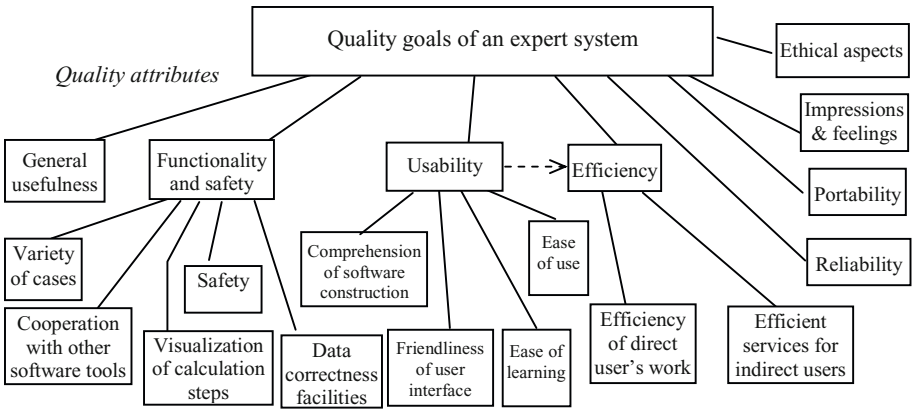 Quality goals of an expert system
Ethical aspects
Quality attributes
Impressions
& feelings
General
usefulness
Functionality
and safety
Usability
Efficiency
Portability
Variety
of cases
Safety
Comprehension
of software
construction
Ease
of use
Reliability
Cooperation
with other
software tools
Visualization
of calculation
steps
Data
correctness
facilities
Friendliness
of user
interface
Ease of
learning
Efficiency
of direct
user's work
Efficient
services for
indirect users